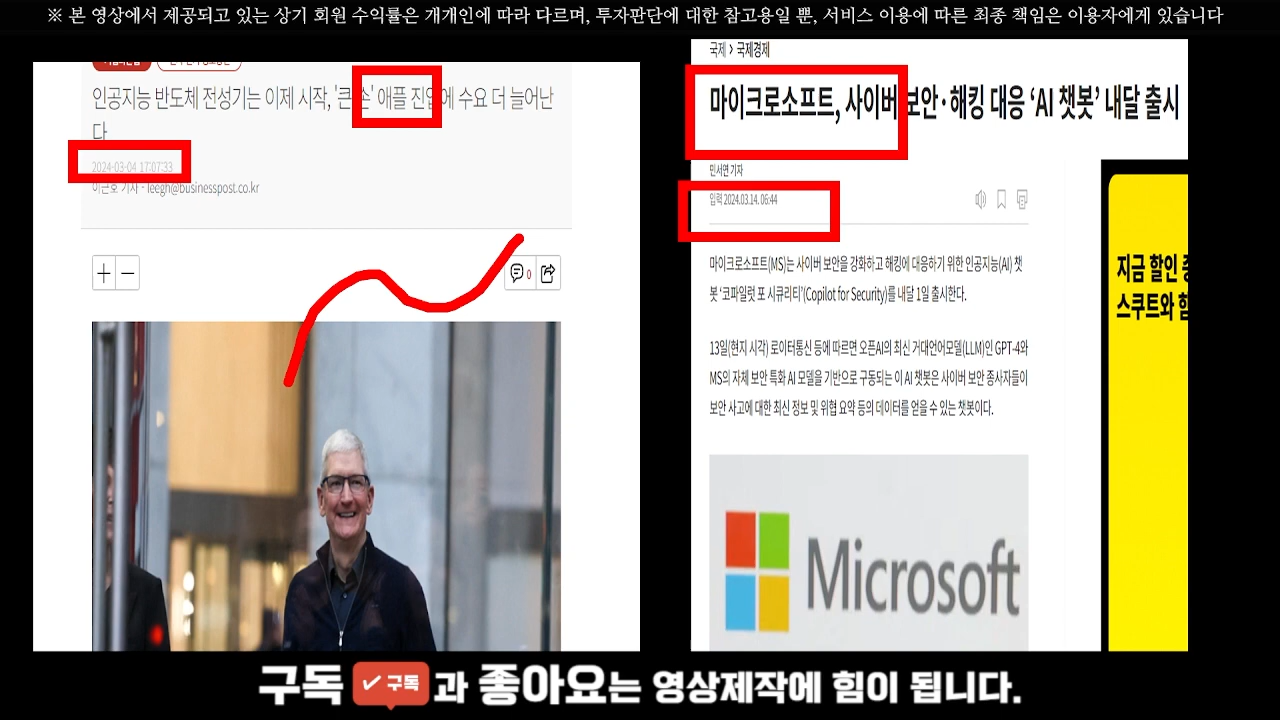 ※ 본 영상에서 제공되고 있는 상기 회원 수익률은 개개인에 따라 다르며, 투자판단에 대한 참고용일 뿐, 서비스 이용에 따른 최종 책임은 이용자에게 있습니다
인공지능 반도체 전성기는 이제 시작, '큰 손' 애플 진입에 수요 더 늘어난
다
2024-03-04 17:07:33
이근호 기자 - leegh@businesspost.co.kr
0
국제 > 국제경제
마이크로소프트, 사이버 보안·해킹 대응 ‘AI 챗봇’ 내달 출시
민서연 기자
입력 2024.03.14. 06:44
마이크로소프트(MS)는 사이버 보안을 강화하고 해킹에 대응하기 위한 인공지능(AI) 챗
봇 ‘코파일럿 포 시큐리티’(Copilot for Security)를 내달 1일 출시한다.
13일(현지 시각) 로이터통신 등에 따르면 오픈AI의 최신 거대언어모델(LLM)인 GPT-4와
MS의 자체 보안 특화 AI 모델을 기반으로 구동되는 이 AI 챗봇은 사이버 보안 종사자들이
보안 사고에 대한 최신 정보 및 위협 요약 등의 데이터를 얻을 수 있는 챗봇이다.
Microsoft
지금 할인 중
스쿠트와 함
구독 구독 과 좋아요는 영상제작에 힘이 됩니다.